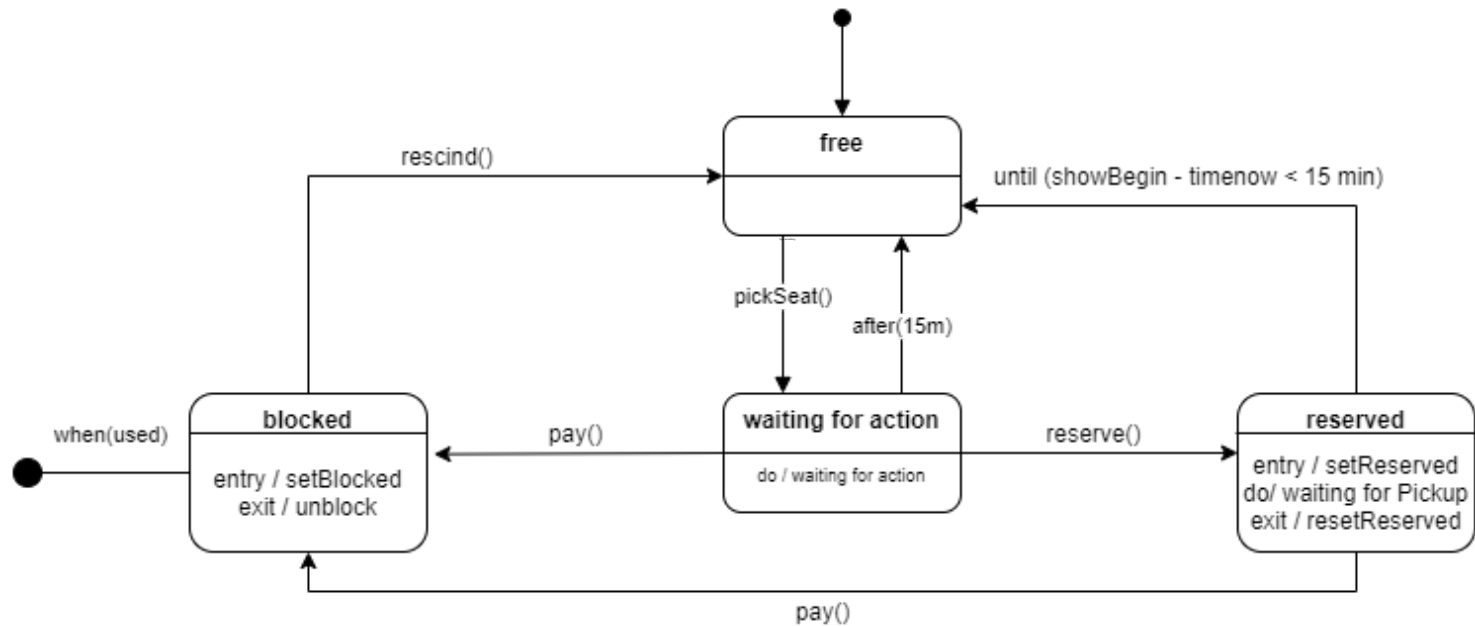 free
rescind()
until (showBegin - timenow < 15 min)
pickSeat()
after(15m)
blocked
waiting for action
reserved
when(used)
pay()
reserve()
entry / setBlocked
exit / unblock
do / waiting for action
entry / setReserved
do/ waiting for Pickup
exit / resetReserved
pay()